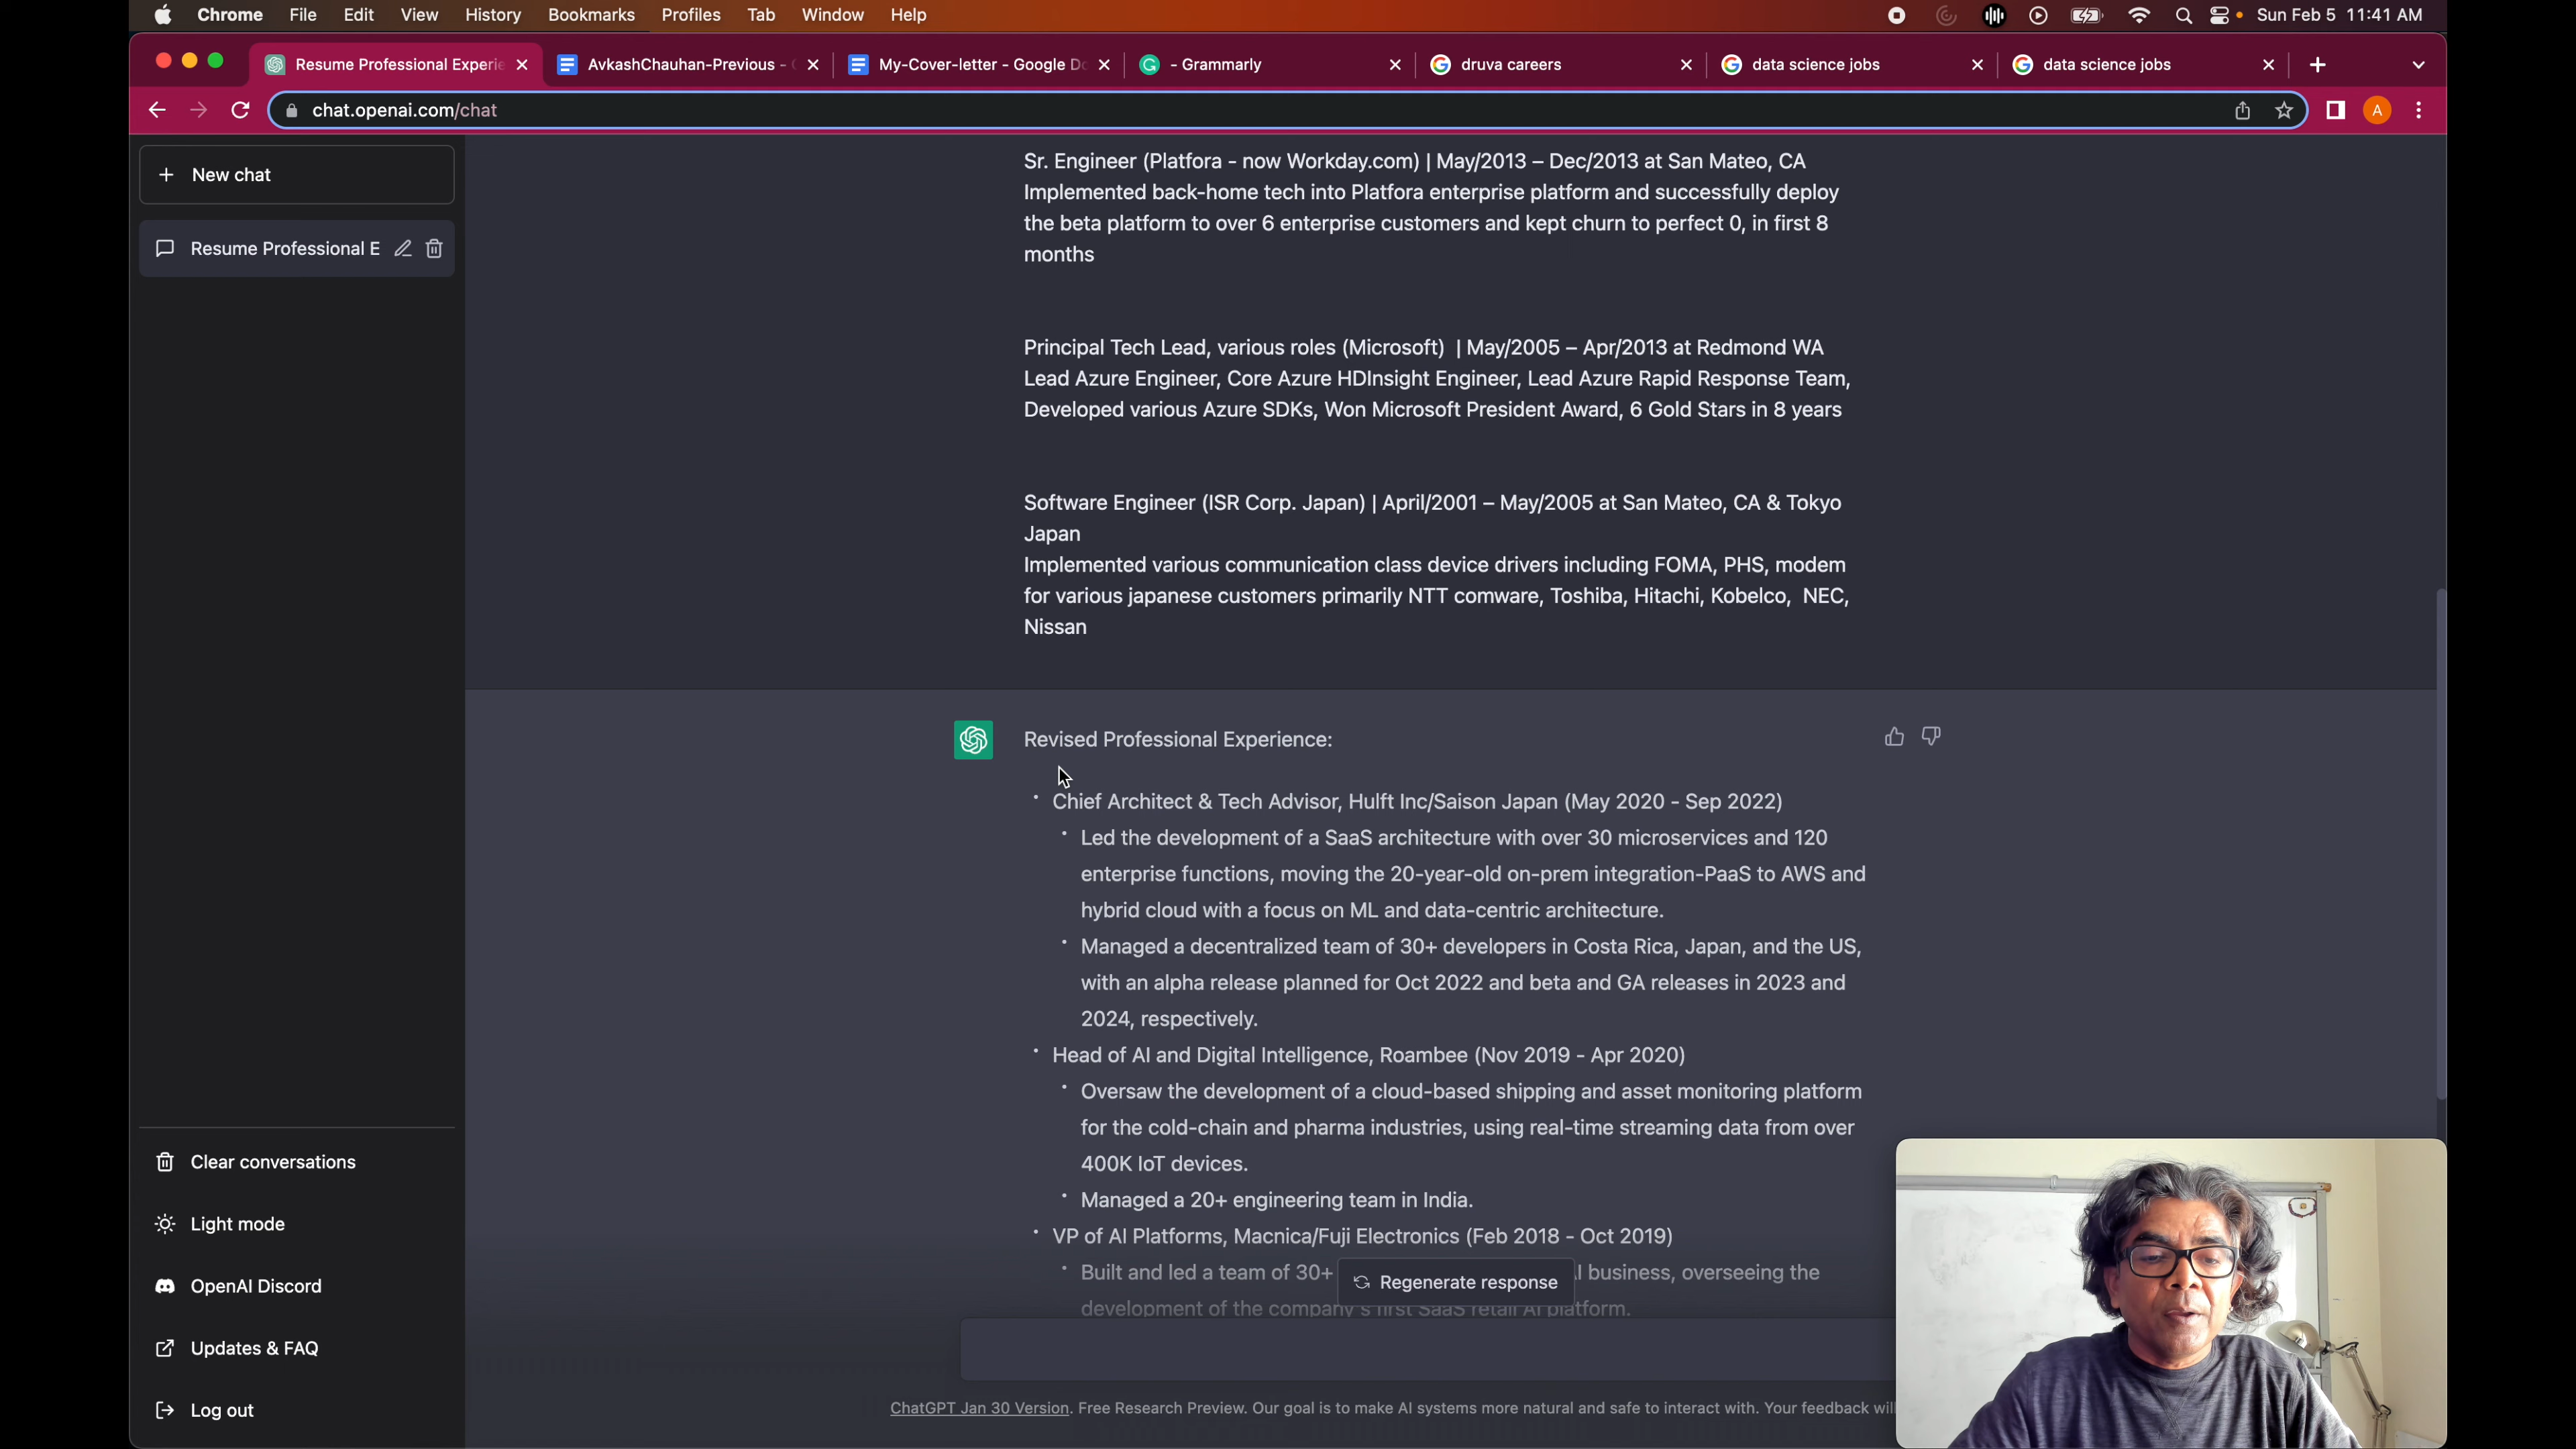 Chrome File Edit View History Bookmarks Profiles Tab Window Help Sun Feb 5 11:41 AM
Resume Professional Experie AvkashChauhan-Previous - My-Cover-letter - Google Do - Grammarly druva careers data science jobs data science jobs
chat.openai.com/chat A
New chat
Resume Professional E
Sr. Engineer (Platfora - now Workday.com) | May/2013 – Dec/2013 at San Mateo, CA
Implemented back-home tech into Platfora enterprise platform and successfully deploy
the beta platform to over 6 enterprise customers and kept churn to perfect 0, in first 8
months
Principal Tech Lead, various roles (Microsoft) | May/2005 – Apr/2013 at Redmond WA
Lead Azure Engineer, Core Azure HDInsight Engineer, Lead Azure Rapid Response Team,
Developed various Azure SDKs, Won Microsoft President Award, 6 Gold Stars in 8 years
Software Engineer (ISR Corp. Japan) | April/2001 – May/2005 at San Mateo, CA & Tokyo
Japan
Implemented various communication class device drivers including FOMA, PHS, modem
for various japanese customers primarily NTT comware, Toshiba, Hitachi, Kobelco, NEC,
Nissan
Revised Professional Experience:
• Chief Architect & Tech Advisor, Hulft Inc/Saison Japan (May 2020 - Sep 2022)
• Led the development of a SaaS architecture with over 30 microservices and 120
enterprise functions, moving the 20-year-old on-prem integration-PaaS to AWS and
hybrid cloud with a focus on ML and data-centric architecture.
• Managed a decentralized team of 30+ developers in Costa Rica, Japan, and the US,
with an alpha release planned for Oct 2022 and beta and GA releases in 2023 and
2024, respectively.
• Head of AI and Digital Intelligence, Roambee (Nov 2019 - Apr 2020)
• Oversaw the development of a cloud-based shipping and asset monitoring platform
for the cold-chain and pharma industries, using real-time streaming data from over
400K IoT devices.
• Managed a 20+ engineering team in India.
• VP of AI Platforms, Macnica/Fuji Electronics (Feb 2018 - Oct 2019)
• Built and led a team of 30+ I business, overseeing the
development of the company's first SaaS retail AI platform.
Regenerate response
Clear conversations
Light mode
OpenAI Discord
Updates & FAQ
Log out
ChatGPT Jan 30 Version. Free Research Preview. Our goal is to make AI systems more natural and safe to interact with. Your feedback will